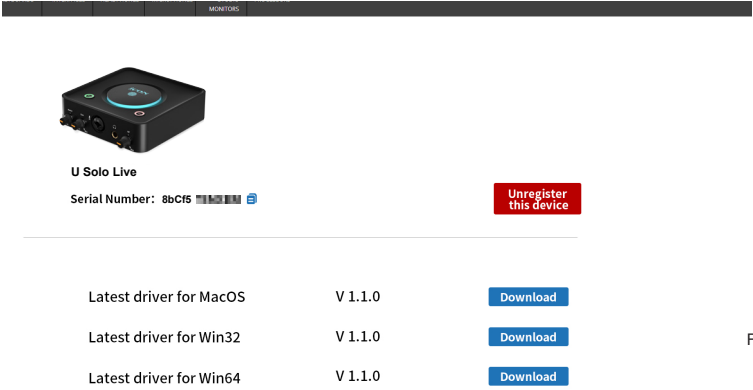 MONITORS
U Solo Live
Serial Number: 8bCf5
Unregister
this device
Latest driver for MacOS V 1.1.0 Download
Latest driver for Win32 V 1.1.0 Download
Latest driver for Win64 V 1.1.0 Download
F